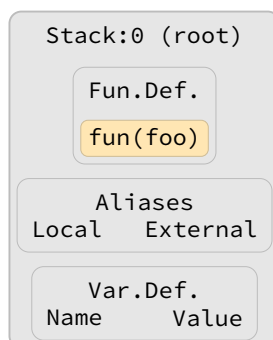 Stack:0 (root)
Fun.Def.
fun(foo)
Aliases
Local External
Var.Def.
Name Value